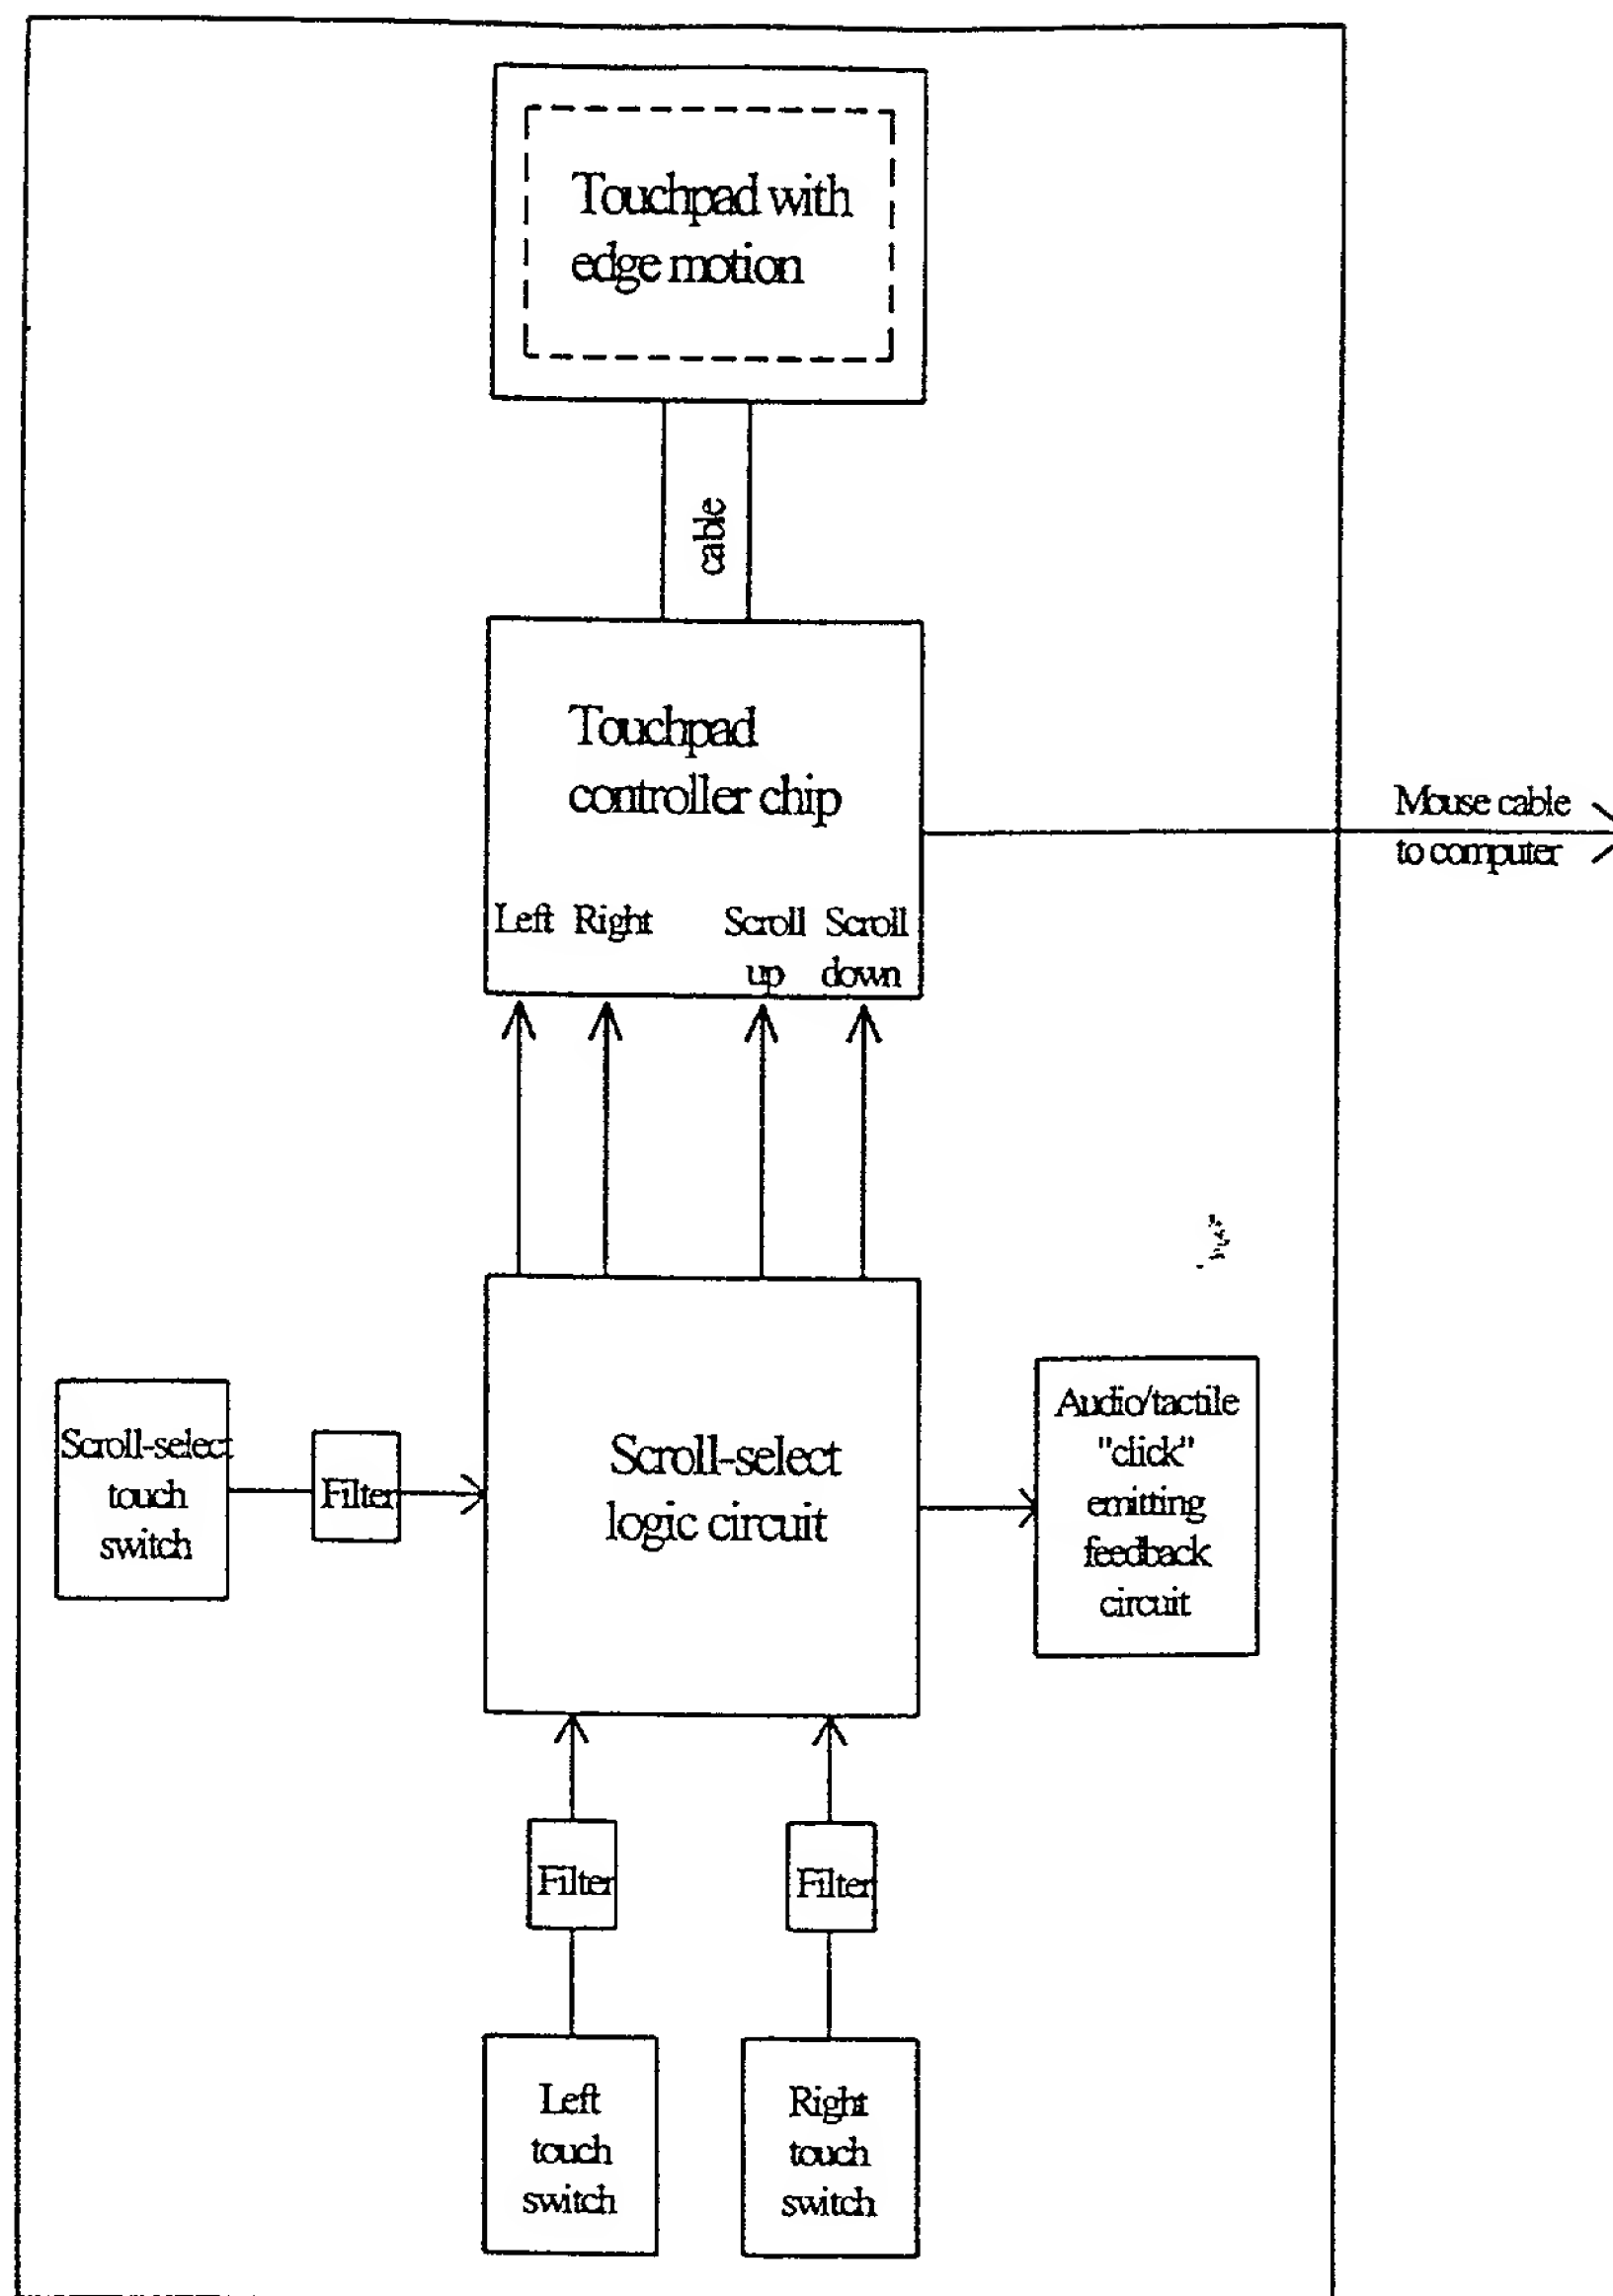 Touchpad with
edge motion
cable
Touchpad
controller chip
Mouse cable
to computer
Left Right Scroll up Scroll down
Scroll-select
touch
switch
Filter
Scroll-select
logic circuit
Audio/tactile
"click"
emitting
feedback
circuit
Filter
Filter
Left
touch
switch
Right
touch
switch